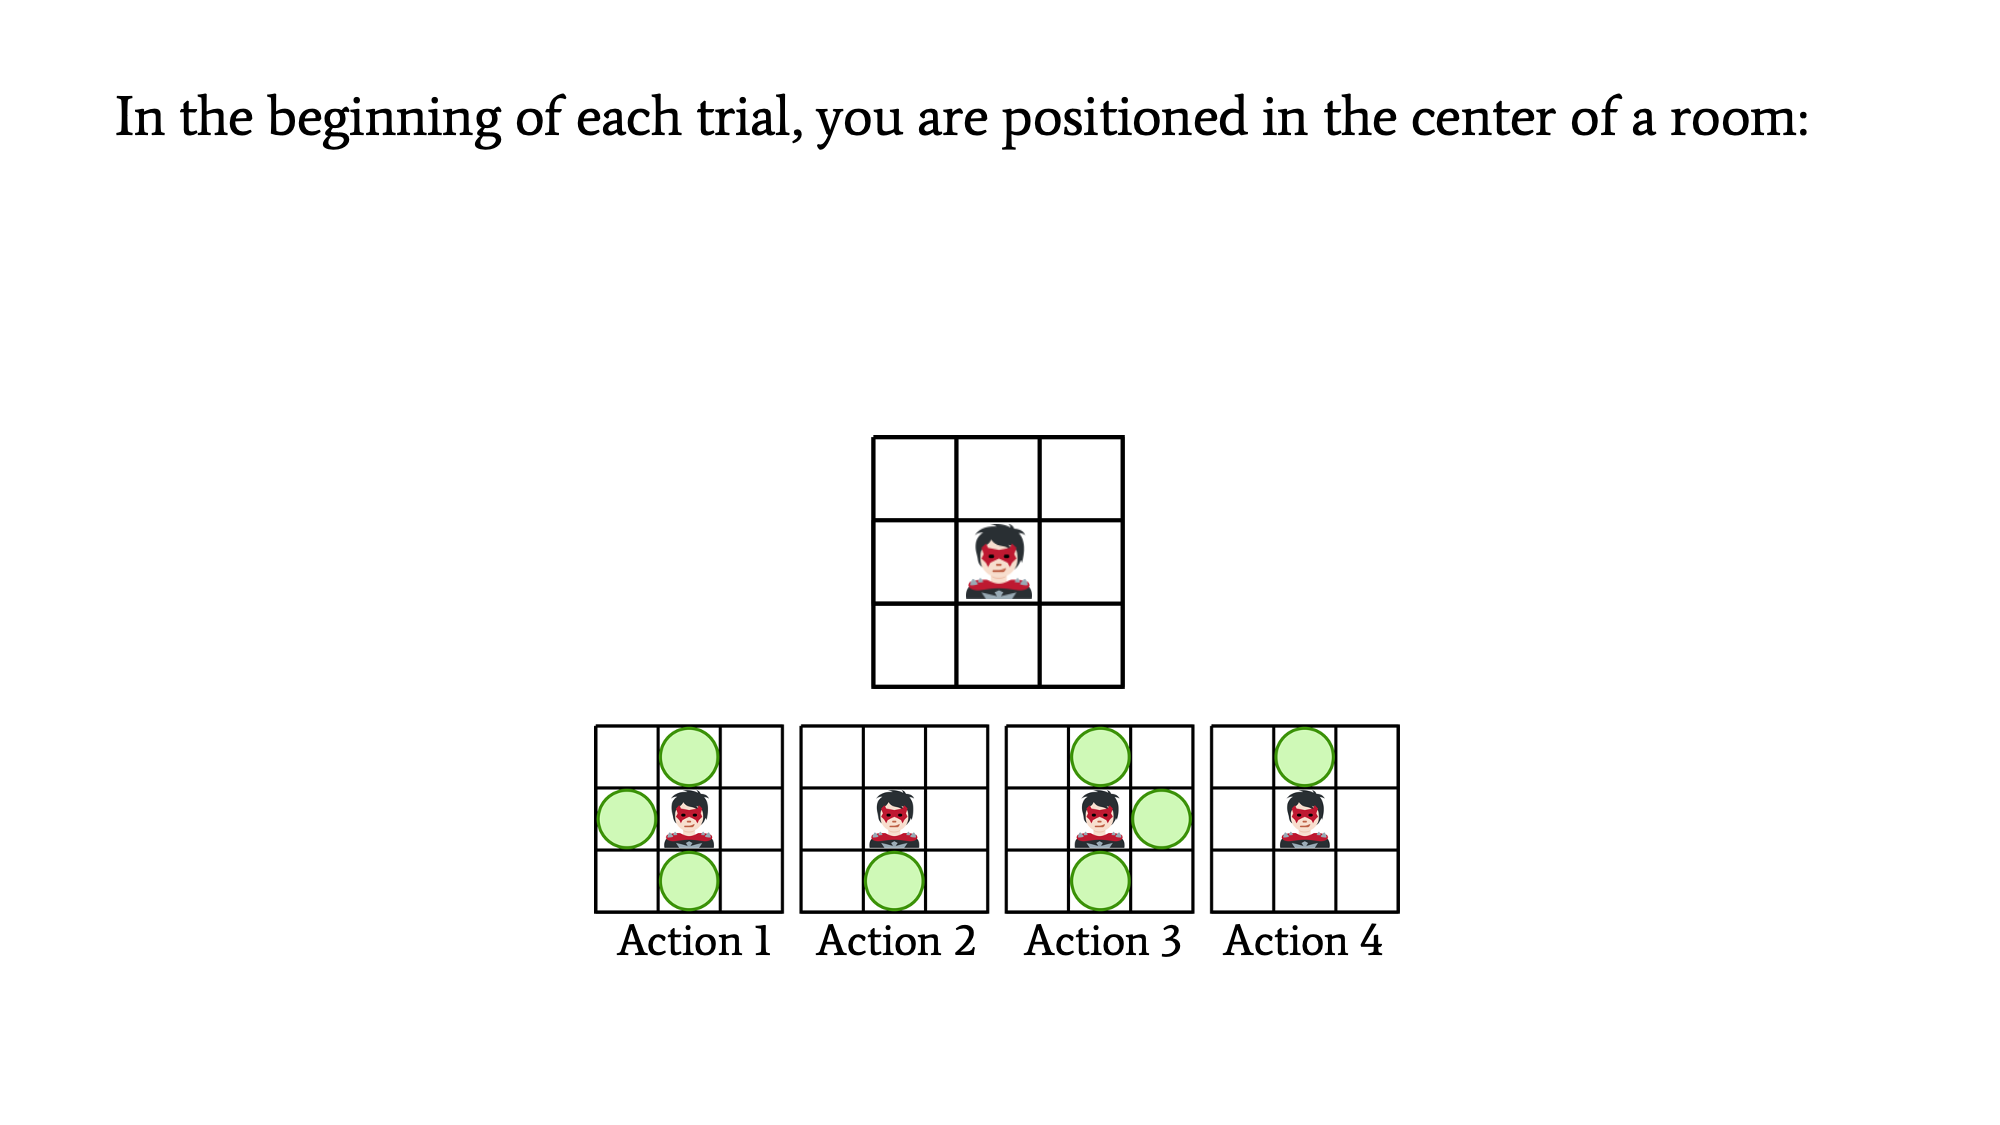 In the beginning of each trial, you are positioned in the center of a room:
Action 1 Action 2 Action 3 Action 4